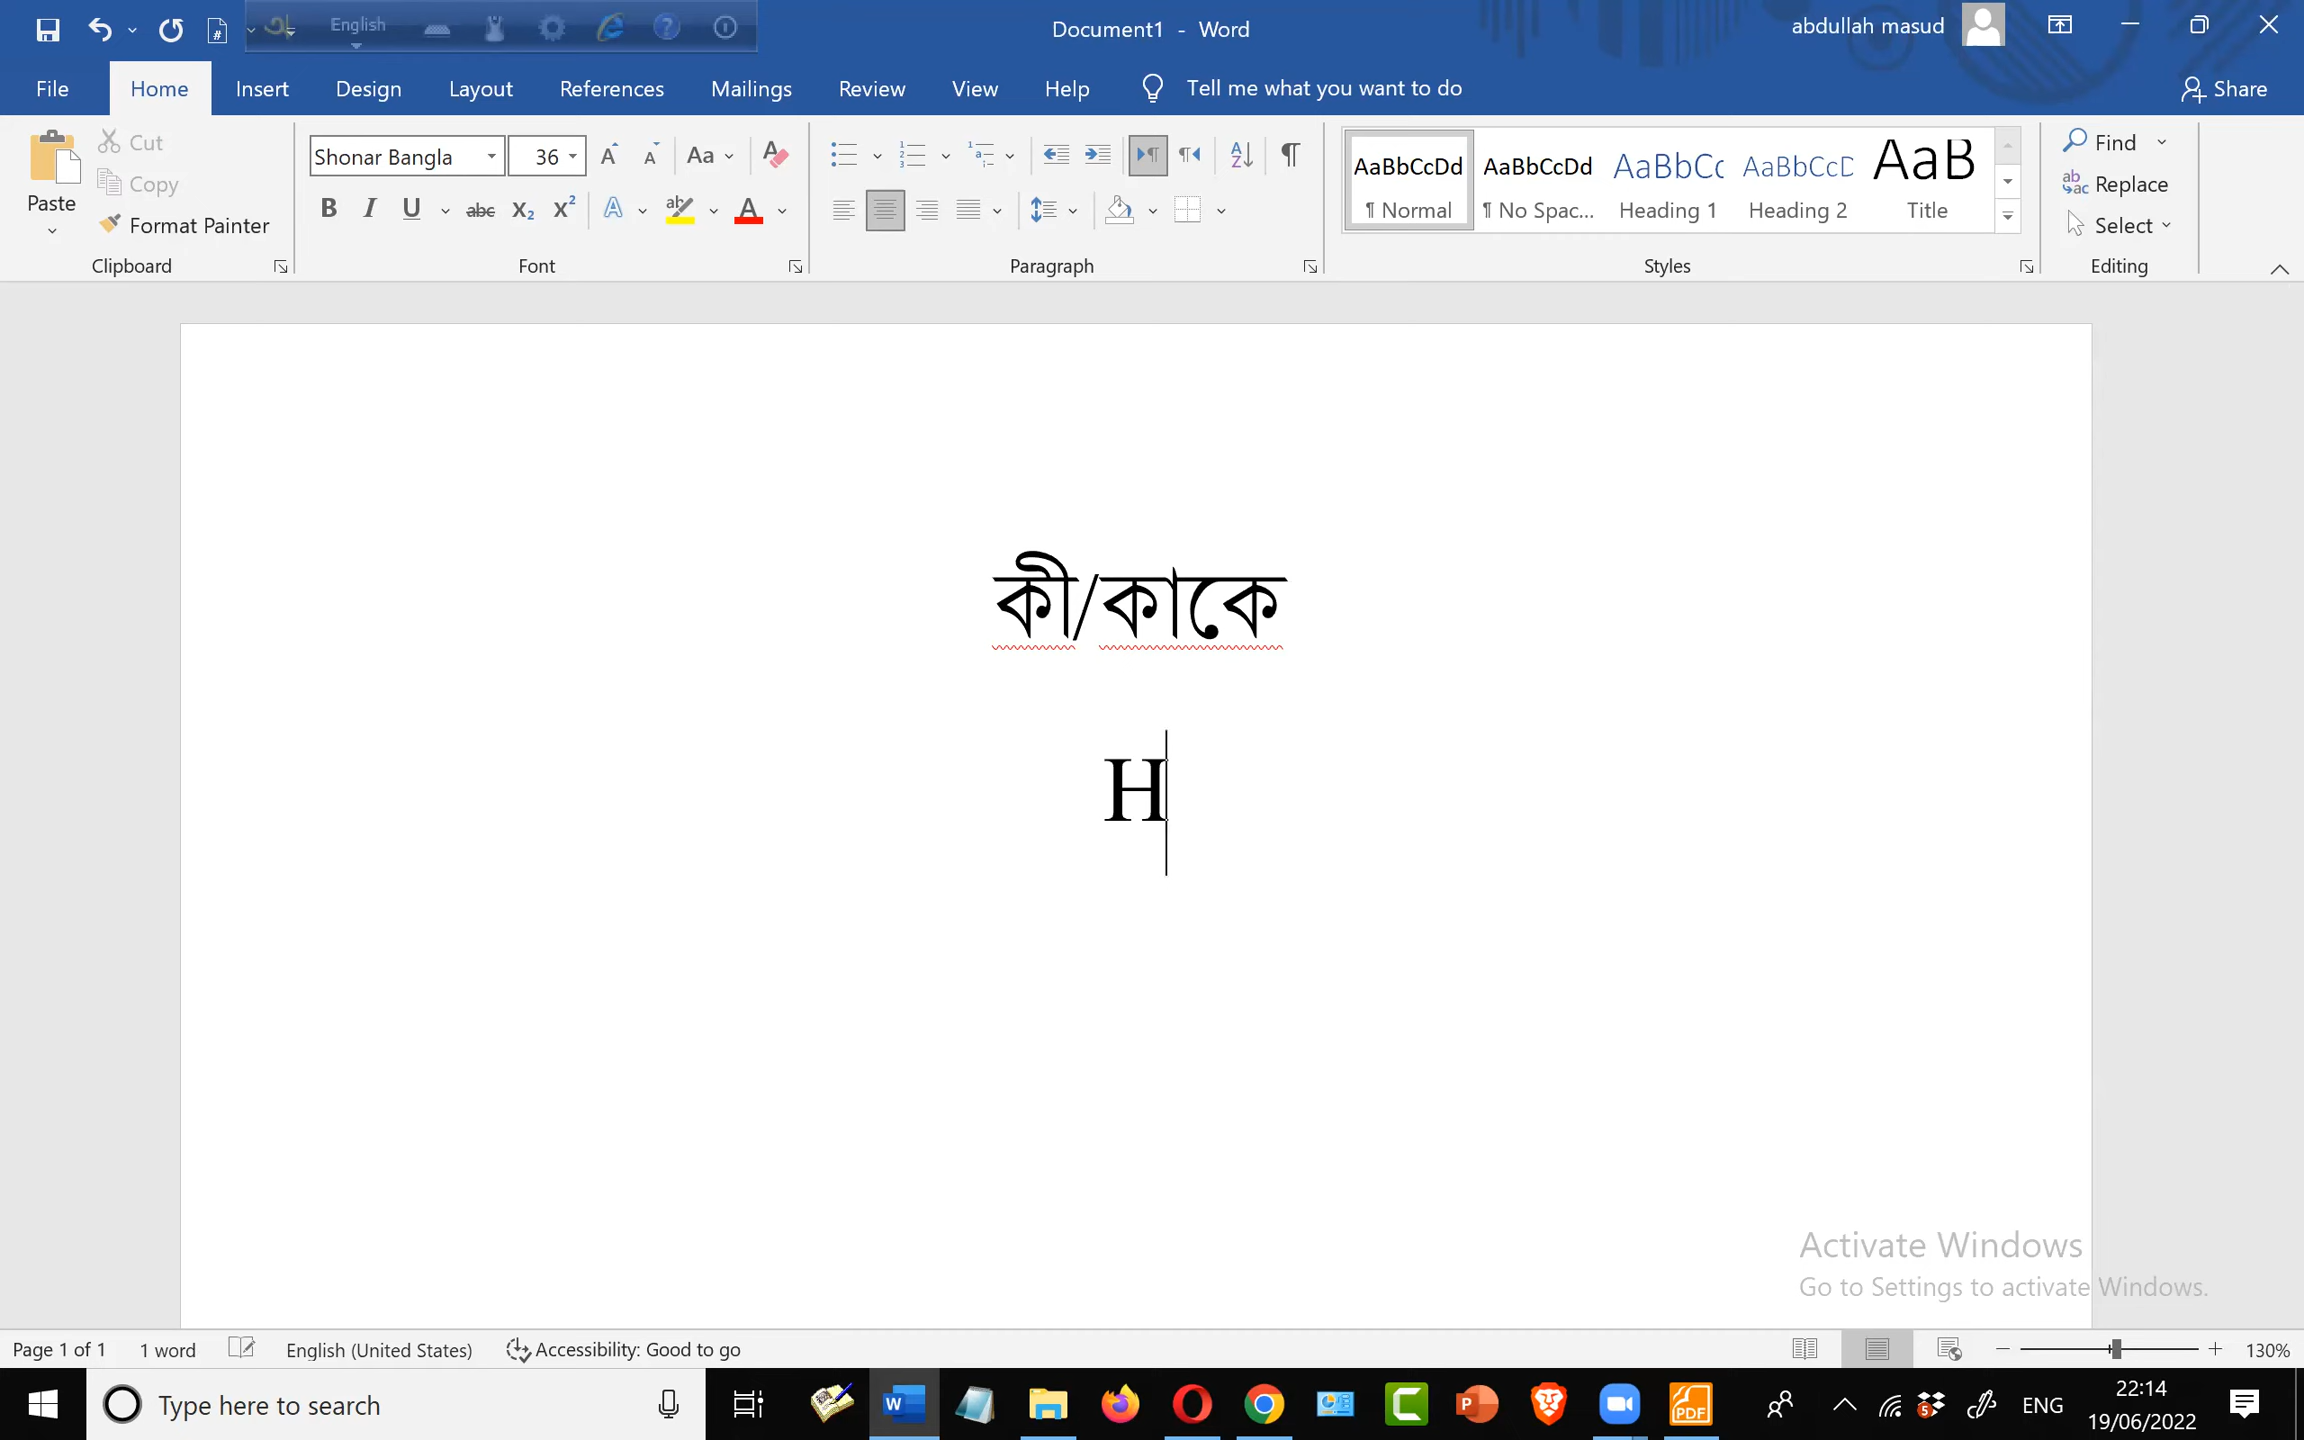 English
Document1 - Word
abdullah masud
File Home Insert Design Layout References Mailings Review View Help Tell me what you want to do Share
Paste
Cut
Copy
Format Painter
Clipboard
Shonar Bangla 36
Font
Paragraph
AaBbCcDd AaBbCcDd AaBbCc AaBbCcD AaB
¶ Normal ¶ No Spac... Heading 1 Heading 2 Title
Styles
Find
Replace
Select
Editing
কী/কাকে
H
Activate Windows
Go to Settings to activate Windows.
Page 1 of 1 1 word English (United States) Accessibility: Good to go 130%
Type here to search
ENG
22:14
19/06/2022